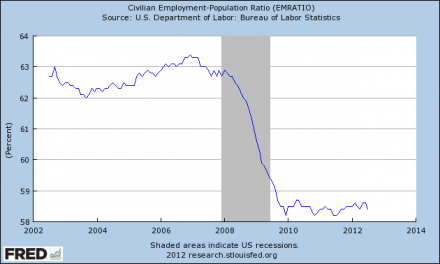 Civilian Employment-Population Ratio (EMRATIO)
Source: U.S. Department of Labor: Bureau of Labor Statistics
64
63
62
61
60
59
58
(Percent)
2002 2004 2006 2008 2010 2012 2014
Shaded areas indicate US recessions.
2012 research.stlouisfed.org
FRED